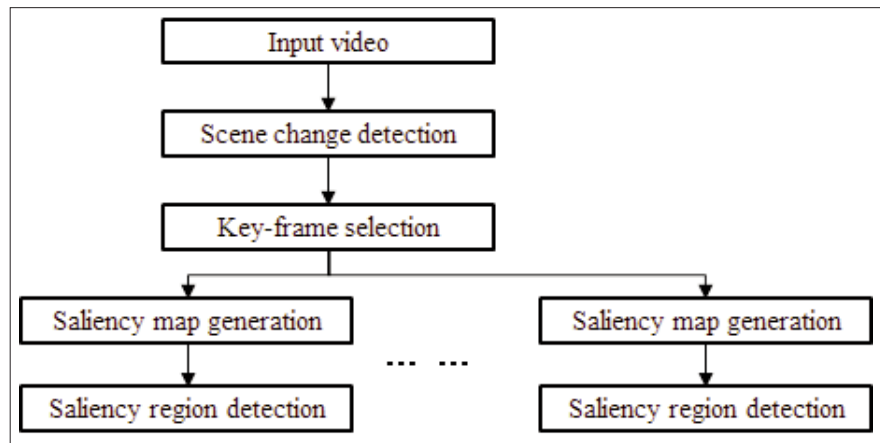 Input video
Scene change detection
Key-frame selection
Saliency map generation
Saliency map generation
... ...
Saliency region detection
Saliency region detection